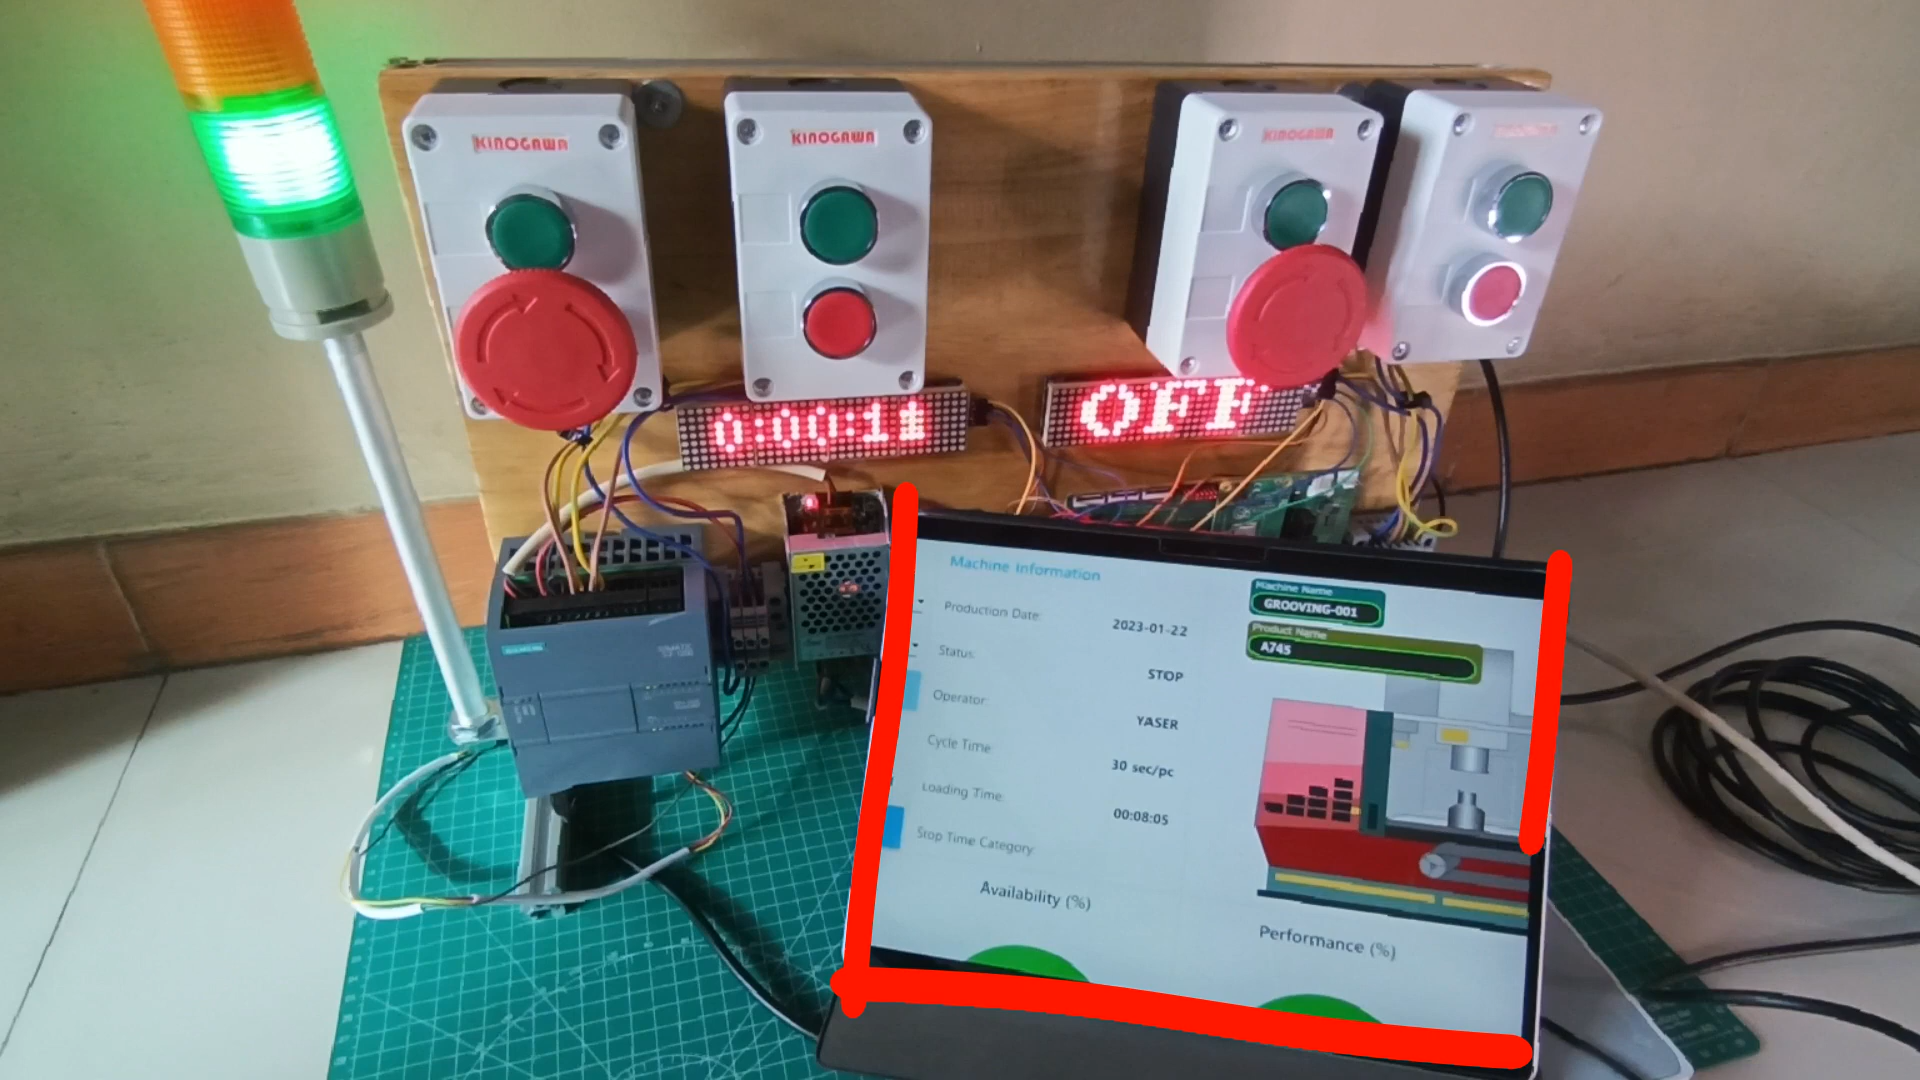 KINOGAWA
KINOGAWA
KINOGAWA
0:00:11
OFF
SIEMENS
Machine Information
Production Date:
2023-01-22
Status:
STOP
Operator:
YASER
Cycle Time:
30 sec/pc
Loading Time:
00:08:05
Stop Time Category:
Availability (%)
Machine Name
GROOVING-001
Product Name
A745
Performance (%)